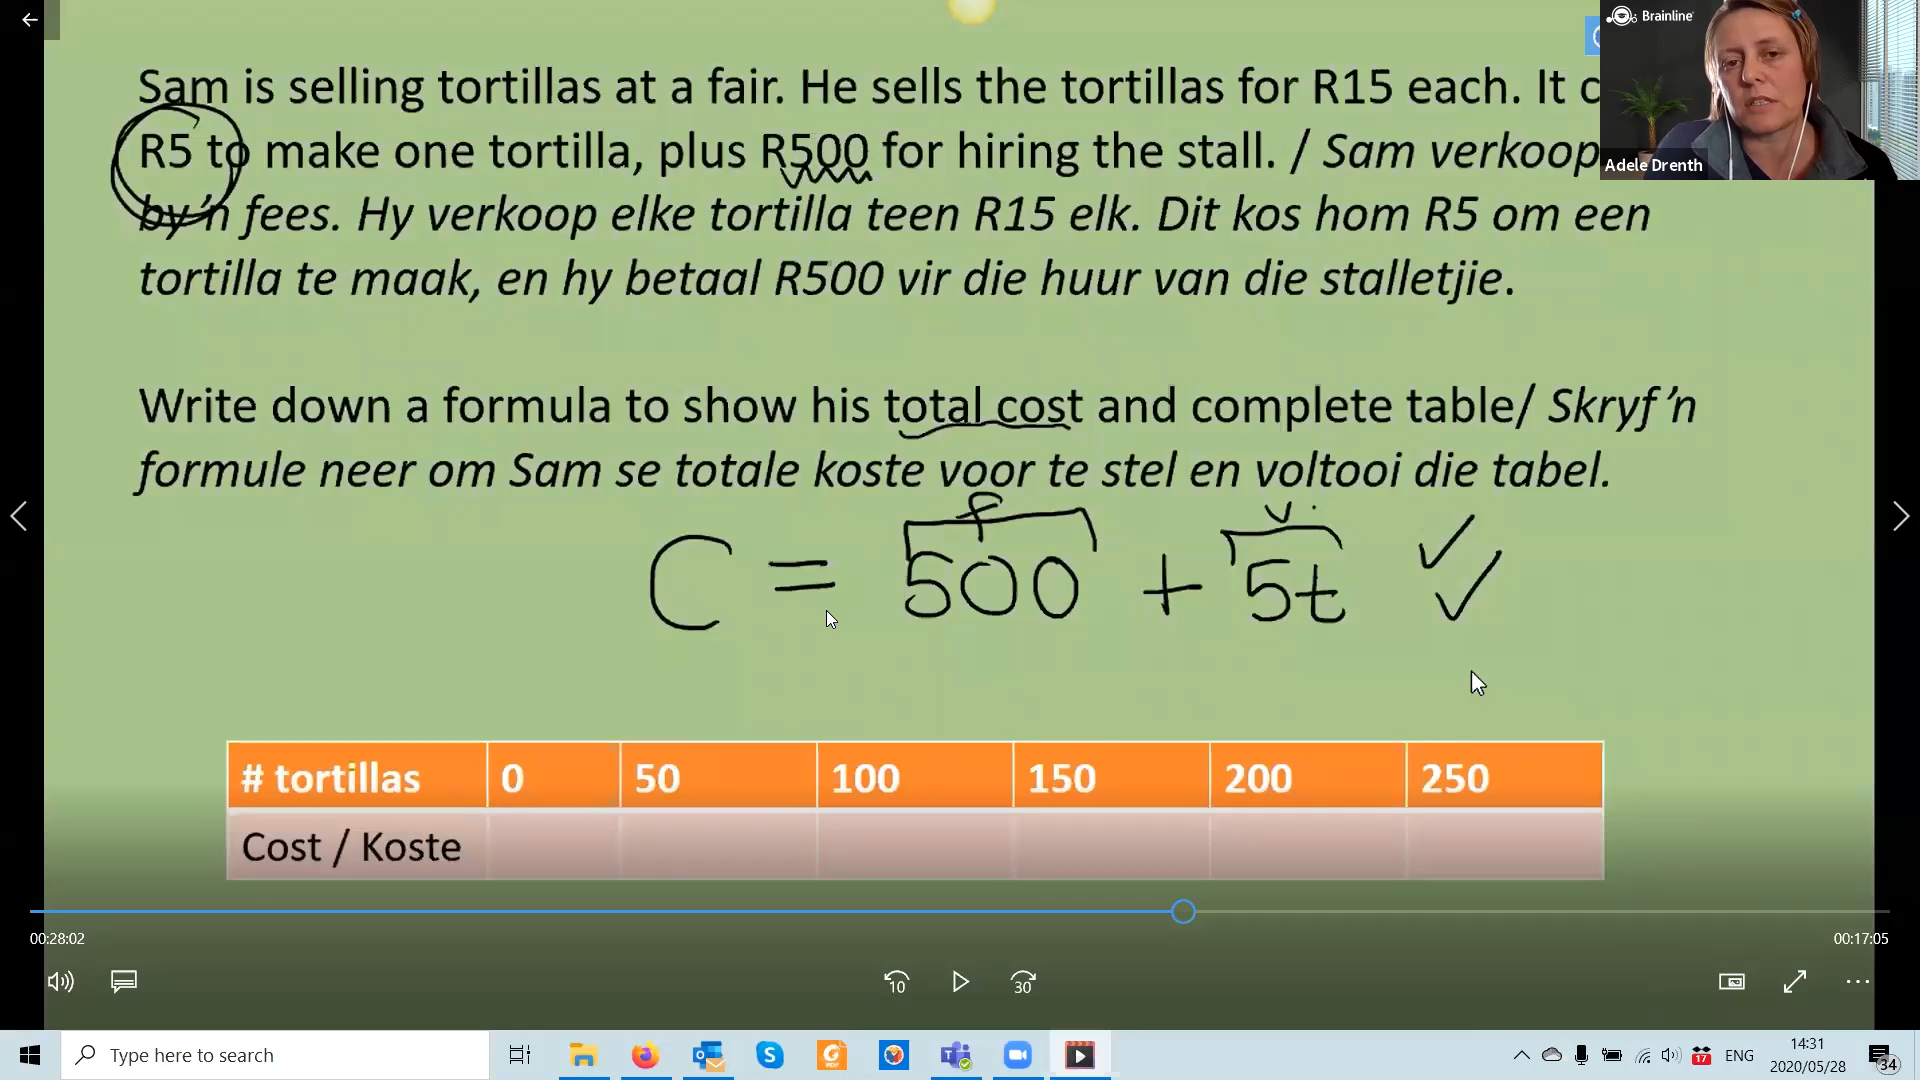 Brainline
Adele Drenth
Sam is selling tortillas at a fair. He sells the tortillas for R15 each. It c
R5 to make one tortilla, plus R500 for hiring the stall. / Sam verkoop
by 'n fees. Hy verkoop elke tortilla teen R15 elk. Dit kos hom R5 om een
tortilla te maak, en hy betaal R500 vir die huur van die stalletjie.
Write down a formula to show his total cost and complete table/ Skryf 'n
formule neer om Sam se totale koste voor te stel en voltooi die tabel.
f v.
C = 500 + 5t
# tortillas 0 50 100 150 200 250
Cost / Koste
00:28:02 00:17:05
10 30
Type here to search
17 ENG 14:31
2020/05/28 34